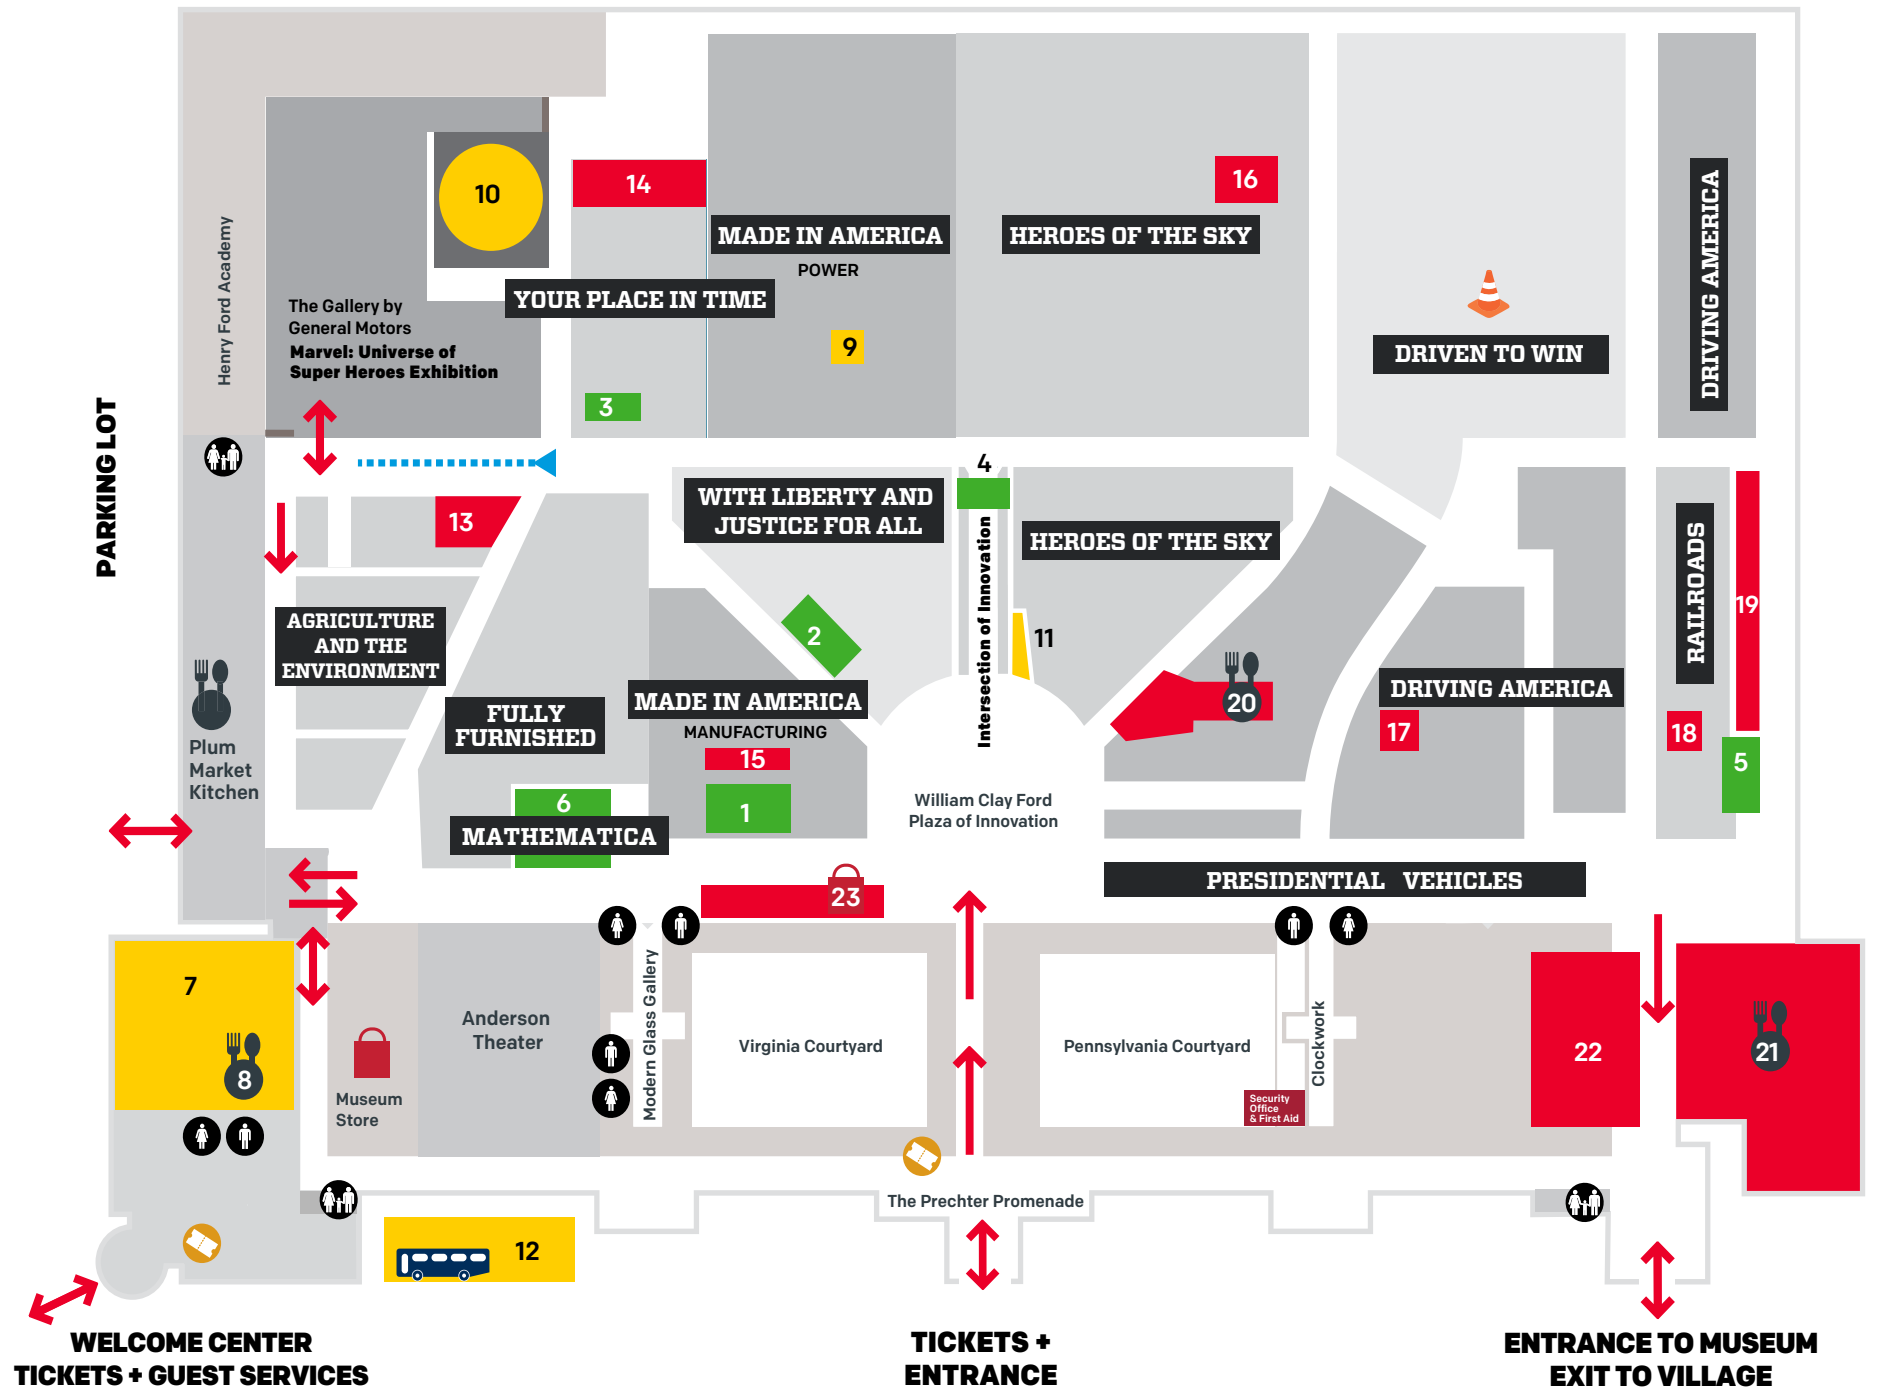 14
16
10
MADE IN AMERICA
POWER
HEROES OF THE SKY
DRIVING AMERICA
Henry Ford Academy
The Gallery by
General Motors
Marvel: Universe of
Super Heroes Exhibition
YOUR PLACE IN TIME
9
DRIVEN TO WIN
3
PARKING LOT
4
WITH LIBERTY AND
JUSTICE FOR ALL
13
Intersection of Innovation
HEROES OF THE SKY
RAILROADS
19
AGRICULTURE
AND THE
ENVIRONMENT
2
11
20
DRIVING AMERICA
17
18
5
FULLY
FURNISHED
MADE IN AMERICA
MANUFACTURING
15
1
Plum
Market
Kitchen
6
MATHEMATICA
William Clay Ford
Plaza of Innovation
23
PRESIDENTIAL VEHICLES
7
8
Museum
Store
Anderson
Theater
Modern Glass Gallery
Virginia Courtyard
Pennsylvania Courtyard
Clockwork
Security
Office
& First Aid
22
21
The Prechter Promenade
12
WELCOME CENTER
TICKETS + GUEST SERVICES
TICKETS +
ENTRANCE
ENTRANCE TO MUSEUM
EXIT TO VILLAGE